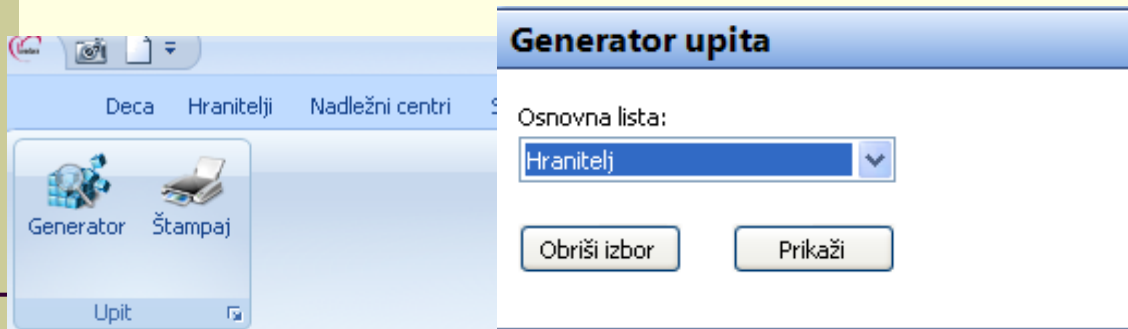 Deca Hranitelji Nadležni centri
Generator Štampaj
Upit
Generator upita
Osnovna lista:
Hranitelj
Obriši izbor Prikaži